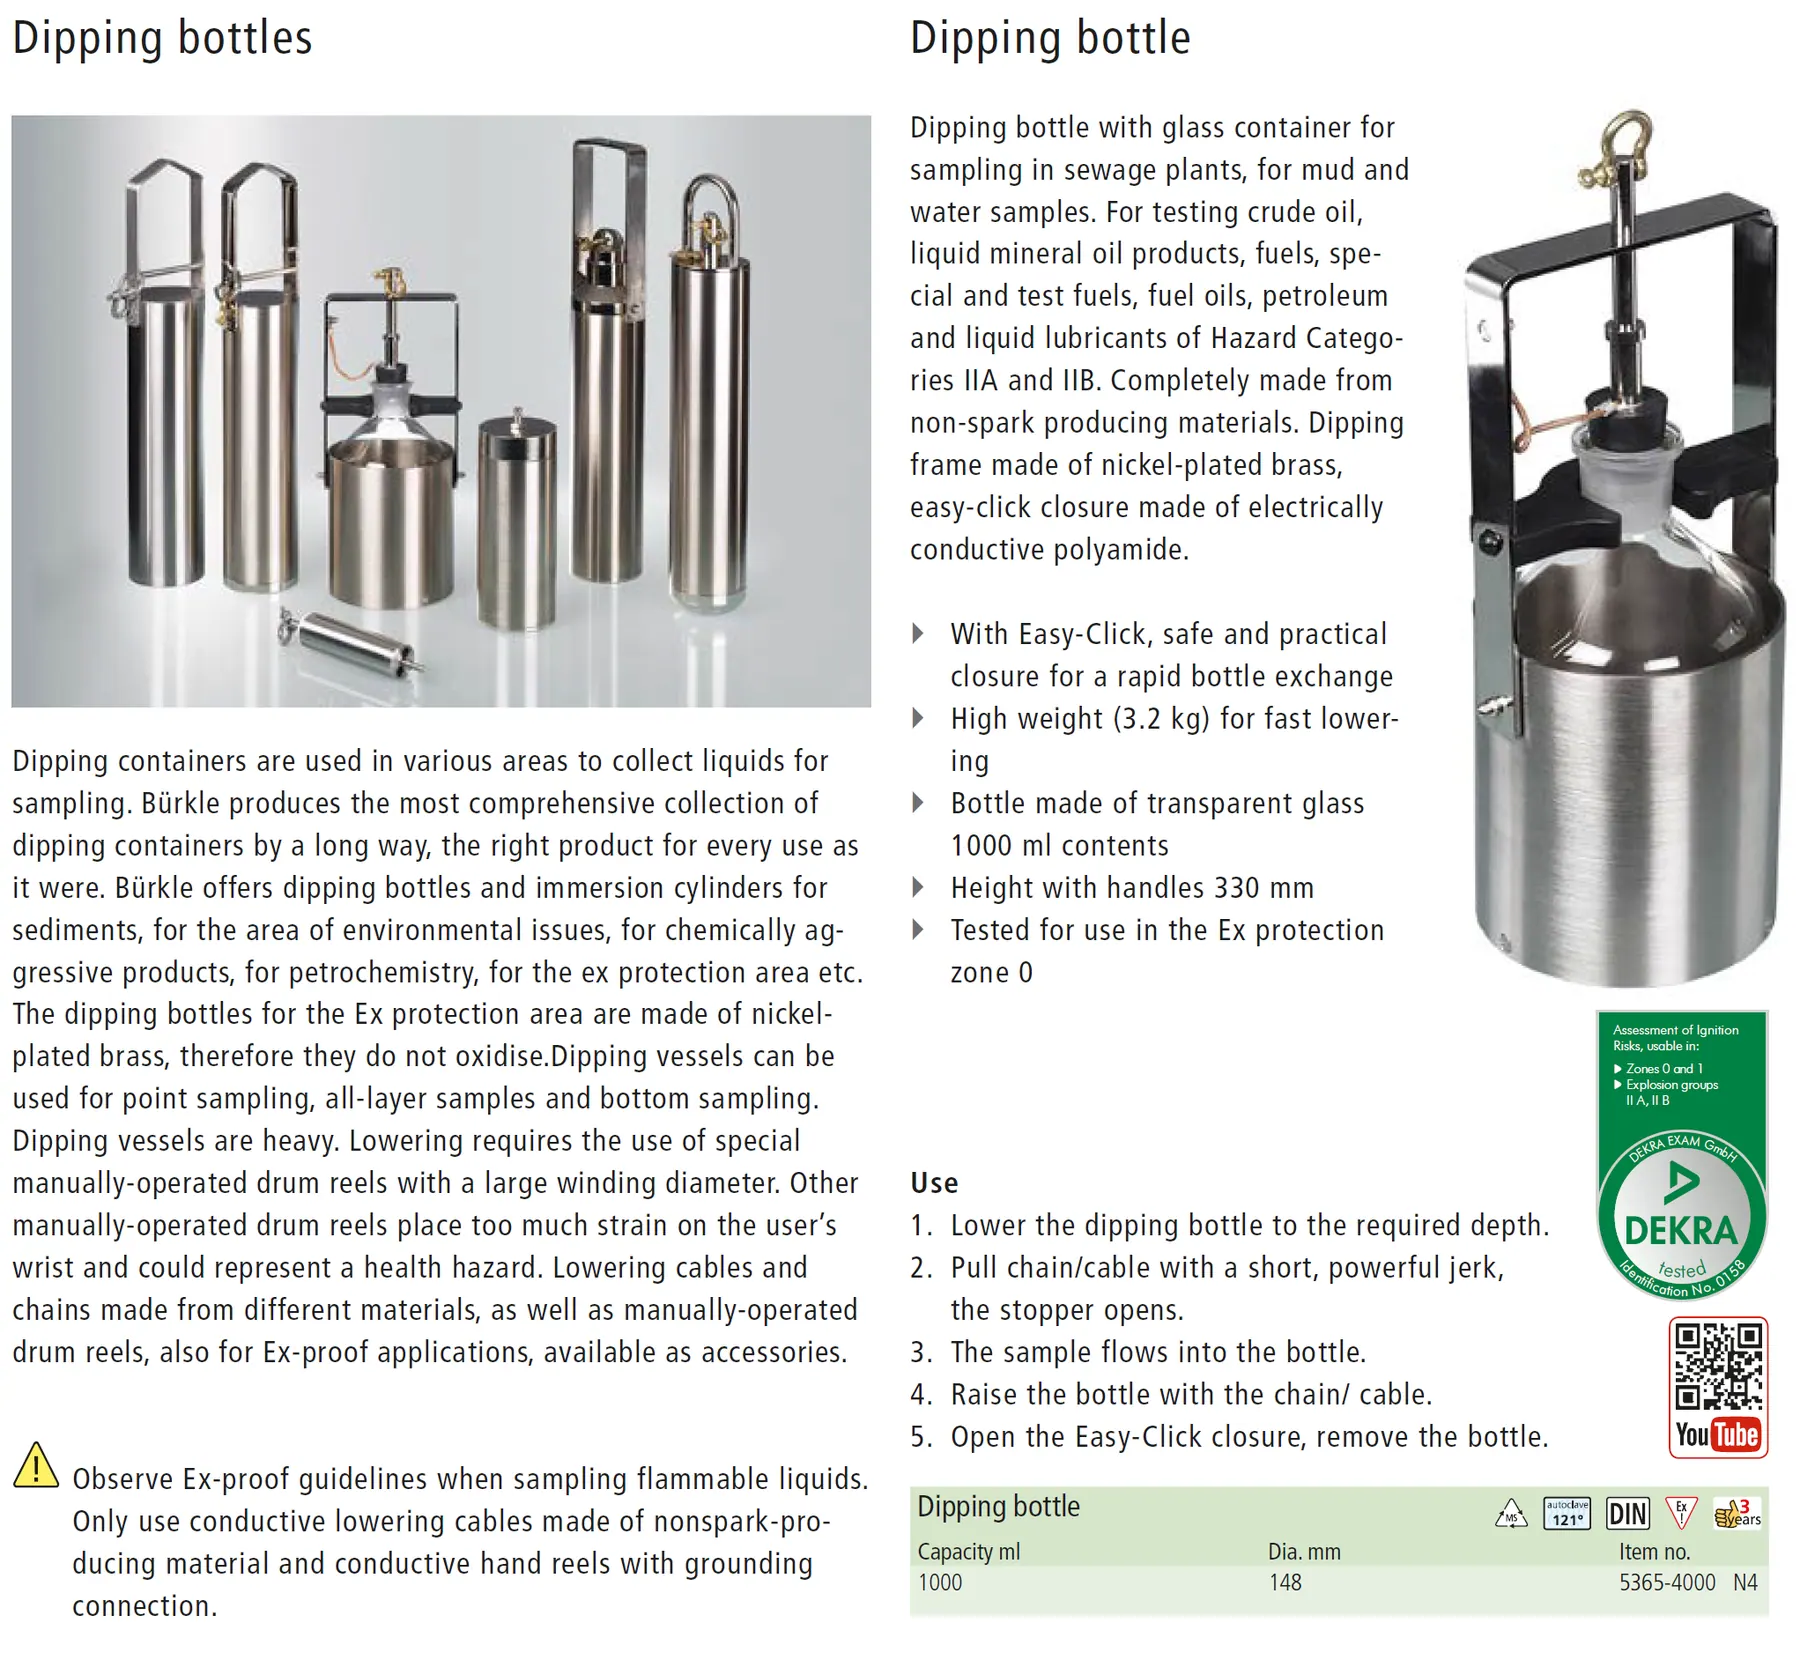 Dipping bottles
Dipping containers are used in various areas to collect liquids for
sampling. Bürkle produces the most comprehensive collection of
dipping containers by a long way, the right product for every use as
it were. Bürkle offers dipping bottles and immersion cylinders for
sediments, for the area of environmental issues, for chemically ag-
gressive products, for petrochemistry, for the ex protection area etc.
The dipping bottles for the Ex protection area are made of nickel-
plated brass, therefore they do not oxidise.Dipping vessels can be
used for point sampling, all-layer samples and bottom sampling.
Dipping vessels are heavy. Lowering requires the use of special
manually-operated drum reels with a large winding diameter. Other
manually-operated drum reels place too much strain on the user’s
wrist and could represent a health hazard. Lowering cables and
chains made from different materials, as well as manually-operated
drum reels, also for Ex-proof applications, available as accessories.
!
Observe Ex-proof guidelines when sampling flammable liquids.
Only use conductive lowering cables made of nonspark-pro-
ducing material and conductive hand reels with grounding
connection.
Dipping bottle
Dipping bottle with glass container for
sampling in sewage plants, for mud and
water samples. For testing crude oil,
liquid mineral oil products, fuels, spe-
cial and test fuels, fuel oils, petroleum
and liquid lubricants of Hazard Catego-
ries IIA and IIB. Completely made from
non-spark producing materials. Dipping
frame made of nickel-plated brass,
easy-click closure made of electrically
conductive polyamide.
With Easy-Click, safe and practical
closure for a rapid bottle exchange
High weight (3.2 kg) for fast lower-
ing
Bottle made of transparent glass
1000 ml contents
Height with handles 330 mm
Tested for use in the Ex protection
zone 0
Assessment of Ignition
Risks, usable in:
Zones 0 and 1
Explosion groups
II A, II B
DEKRA EXAM GmbH
DEKRA
tested
Identification No. 0158
Use
1. Lower the dipping bottle to the required depth.
2. Pull chain/cable with a short, powerful jerk,
the stopper opens.
3. The sample flows into the bottle.
4. Raise the bottle with the chain/ cable.
5. Open the Easy-Click closure, remove the bottle.
YouTube
Dipping bottle
MS
autoclave
121°
DIN
Ex
!
3
years
Capacity ml Dia. mm Item no.
1000 148 5365-4000 N4